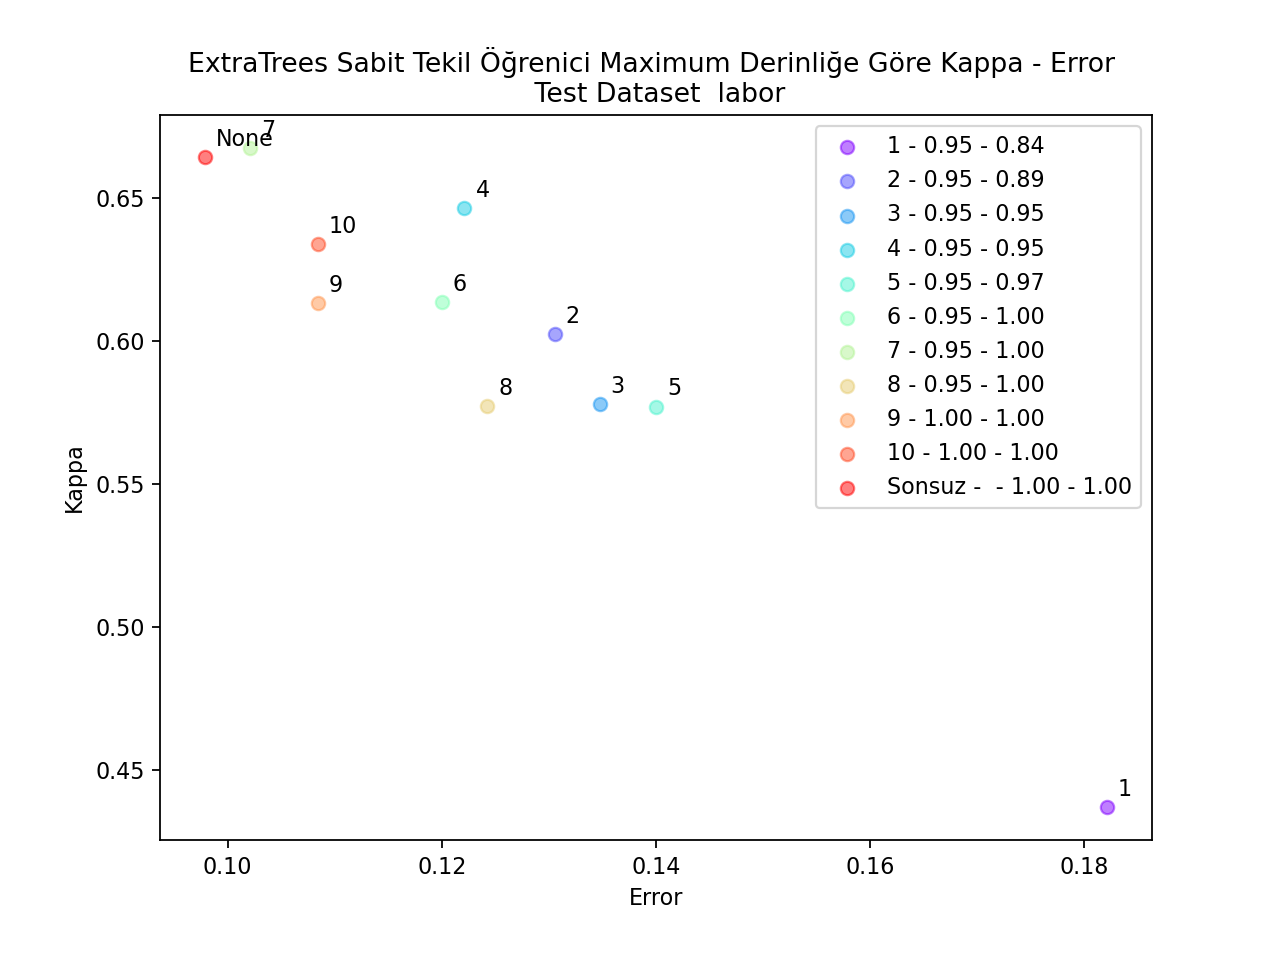 ExtraTrees Sabit Tekil Öğrenici Maximum Derinliğe Göre Kappa - Error
Test Dataset  labor
None
7
4
10
9
6
2
8
3
5
1
1 - 0.95 - 0.84
2 - 0.95 - 0.89
3 - 0.95 - 0.95
4 - 0.95 - 0.95
5 - 0.95 - 0.97
6 - 0.95 - 1.00
7 - 0.95 - 1.00
8 - 0.95 - 1.00
9 - 1.00 - 1.00
10 - 1.00 - 1.00
Sonsuz -  - 1.00 - 1.00
Kappa
0.65
0.60
0.55
0.50
0.45
0.10
0.12
0.14
0.16
0.18
Error